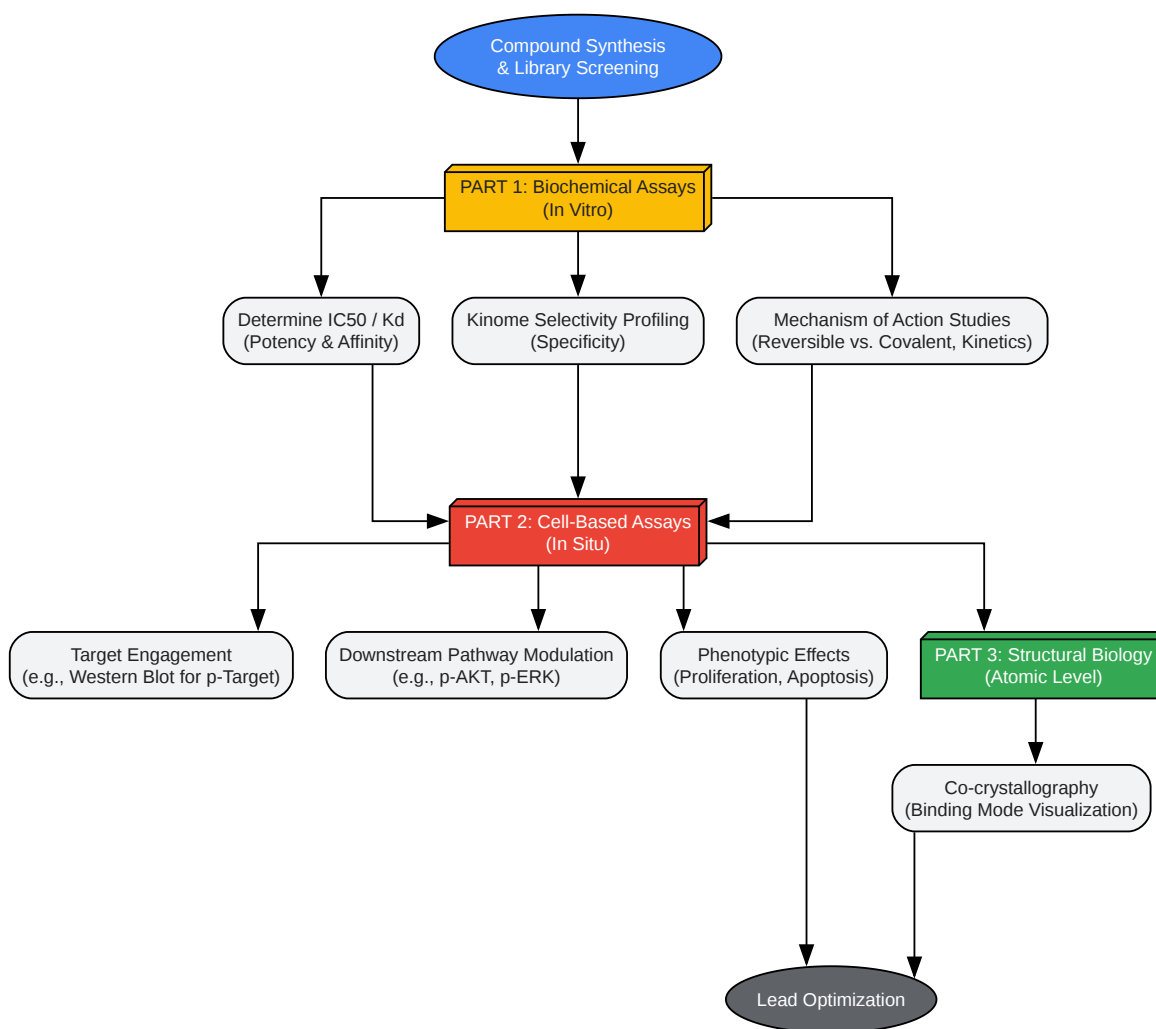 Compound Synthesis
& Library Screening
PART 1: Biochemical Assays
(In Vitro)
Determine IC50 / Kd
(Potency & Affinity)
Kinome Selectivity Profiling
(Specificity)
Mechanism of Action Studies
(Reversible vs. Covalent, Kinetics)
PART 2: Cell-Based Assays
(In Situ)
Target Engagement
(e.g., Western Blot for p-Target)
Downstream Pathway Modulation
(e.g., p-AKT, p-ERK)
Phenotypic Effects
(Proliferation, Apoptosis)
PART 3: Structural Biology
(Atomic Level)
Co-crystallography
(Binding Mode Visualization)
Lead Optimization